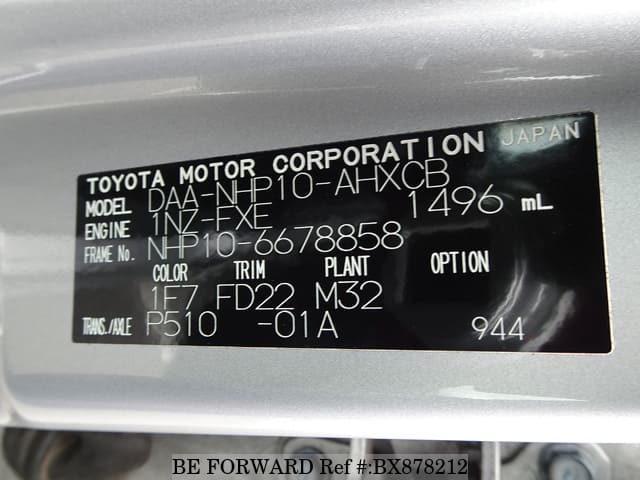 TOYOTA MOTOR CORPORATION JAPAN
MODEL DAA-NHP10-AHXCB
ENGINE 1NZ-FXE 1496 mL
FRAME No. NHP10-6678858
COLOR TRIM PLANT OPTION
1F7 FD22 M32
TRANS./AXLE P510 -01A 944
BE FORWARD Ref #:BX878212